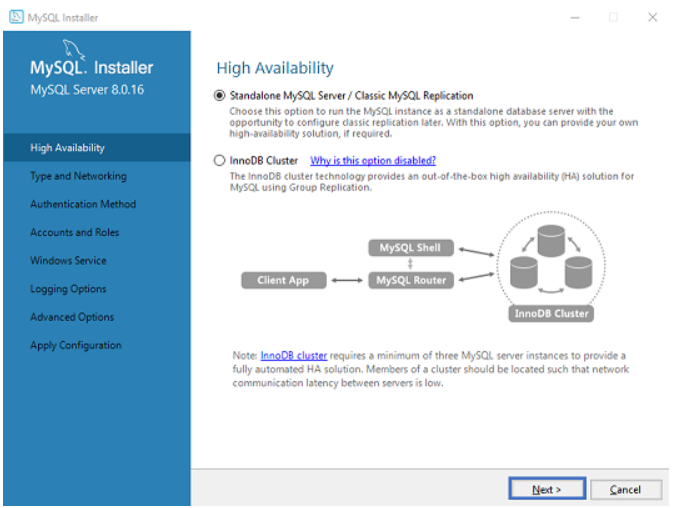 MySQL Installer
MySQL. Installer
MySQL Server 8.0.16
High Availability
Type and Networking
Authentication Method
Accounts and Roles
Windows Service
Logging Options
Advanced Options
Apply Configuration
High Availability
Standalone MySQL Server / Classic MySQL Replication
Choose this option to run the MySQL instance as a standalone database server with the
opportunity to configure classic replication later. With this option, you can provide your own
high-availability solution, if required.
InnoDB Cluster Why is this option disabled?
The InnoDB cluster technology provides an out-of-the-box high availability (HA) solution for
MySQL using Group Replication.
MySQL Shell
Client App
MySQL Router
InnoDB Cluster
Note: InnoDB cluster requires a minimum of three MySQL server instances to provide a
fully automated HA solution. Members of a cluster should be located such that network
communication latency between servers is low.
Next > Cancel